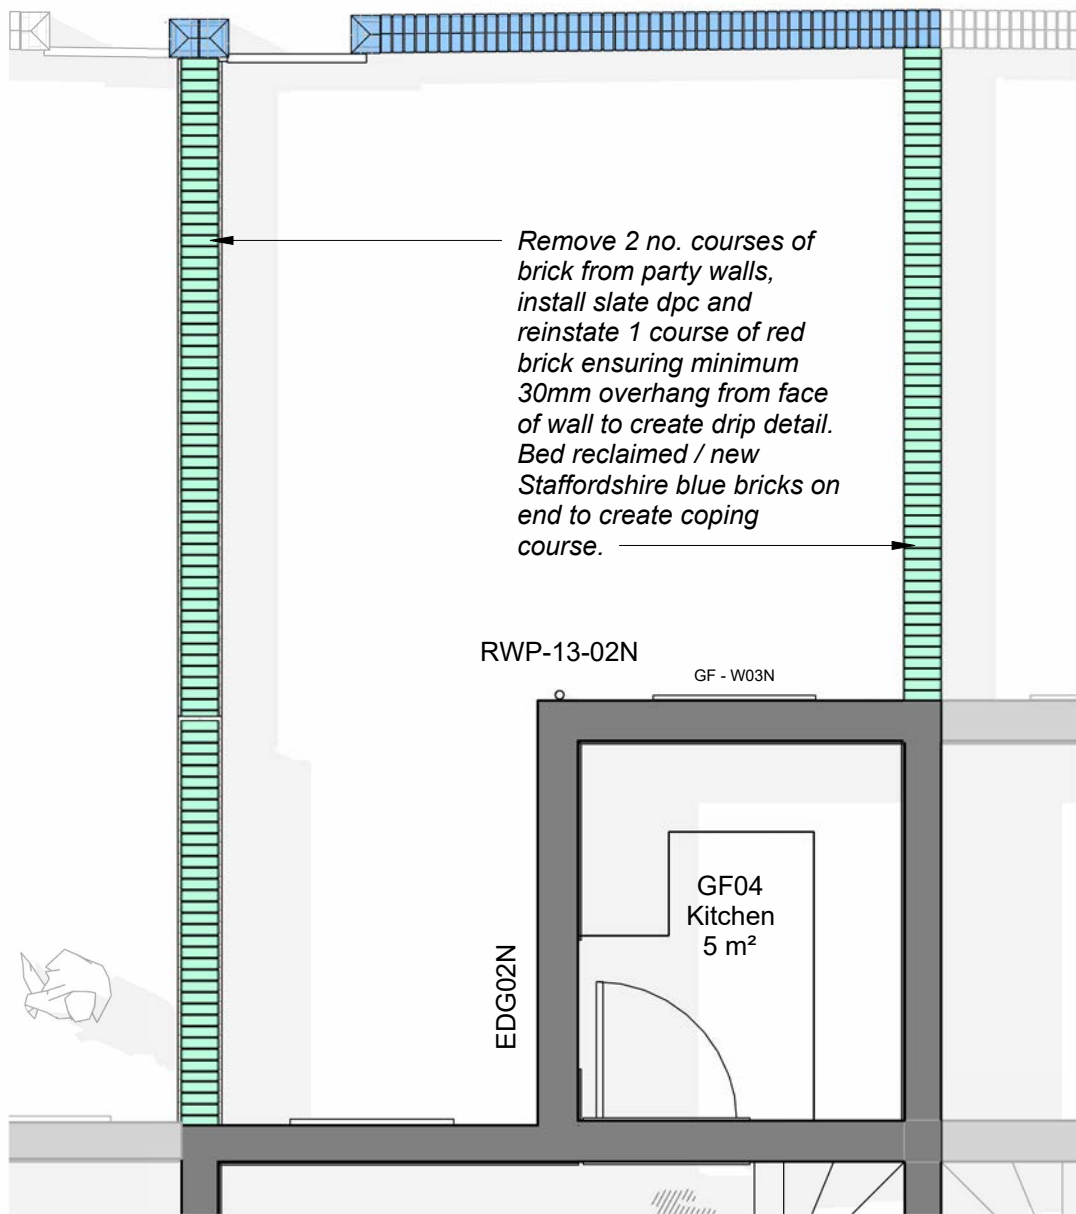 Remove 2 no. courses of
brick from party walls,
install slate dpc and
reinstate 1 course of red
brick ensuring minimum
30mm overhang from face
of wall to create drip detail.
Bed reclaimed / new
Staffordshire blue bricks on
end to create coping
course.
RWP-13-02N
GF - W03N
GF04
Kitchen
5 m²
EDG02N